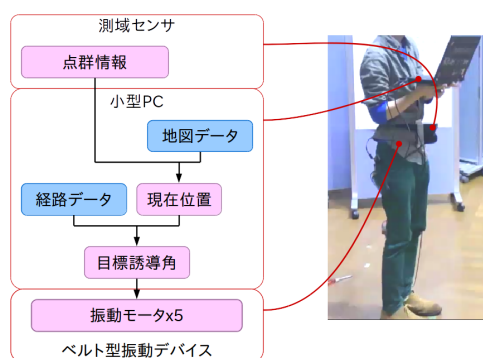 測域センサ
点群情報
小型PC
地図データ
経路データ
現在位置
目標誘導角
振動モータx5
ベルト型振動デバイス